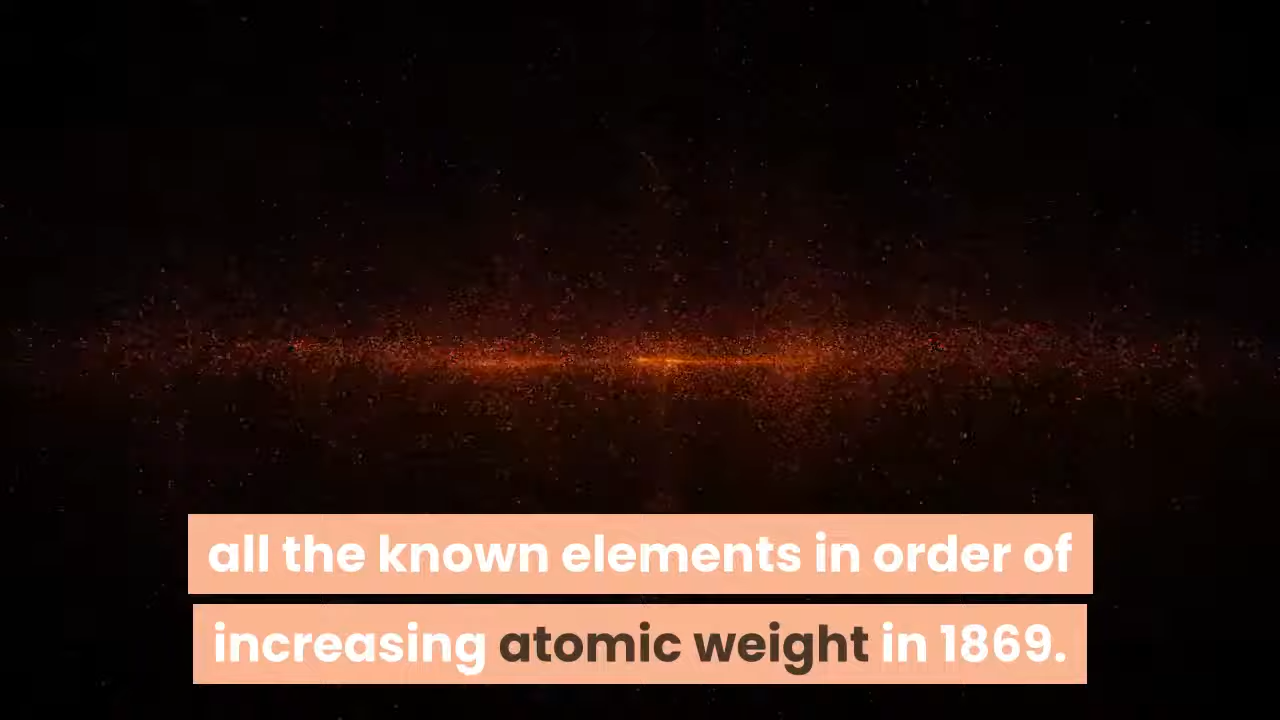 all the known elements in order of
increasing atomic weight in 1869.